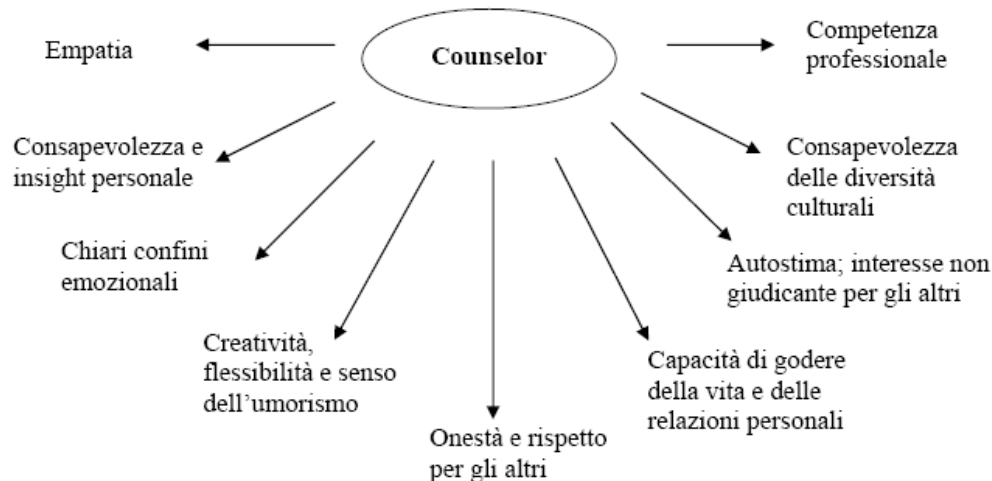 Counselor
Empatia
Competenza
professionale
Consapevolezza e
insight personale
Consapevolezza
delle diversità
culturali
Chiari confini
emozionali
Autostima; interesse non
giudicante per gli altri
Creatività,
flessibilità e senso
dell’umorismo
Capacità di godere
della vita e delle
relazioni personali
Onestà e rispetto
per gli altri